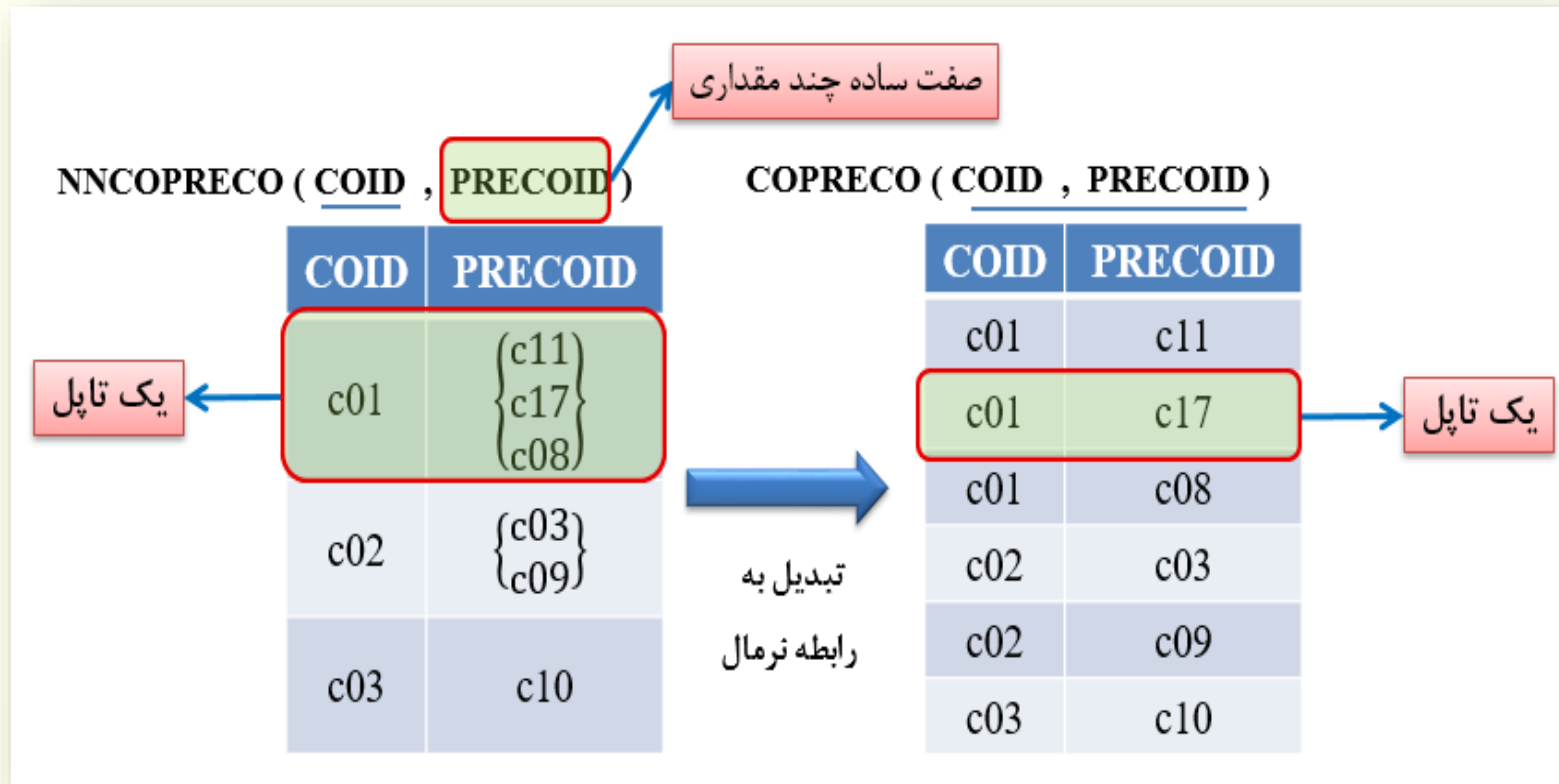 صفت ساده چند مقداری
NNCOPRECO ( COID , PRECOID )
COID PRECOID
یک تاپل
c01 {c11
c17
c08}
c02 {c03
c09}
c03 c10
تبدیل به
رابطه نرمال
COPRECO ( COID , PRECOID )
COID PRECOID
c01 c11
c01 c17
یک تاپل
c01 c08
c02 c03
c02 c09
c03 c10